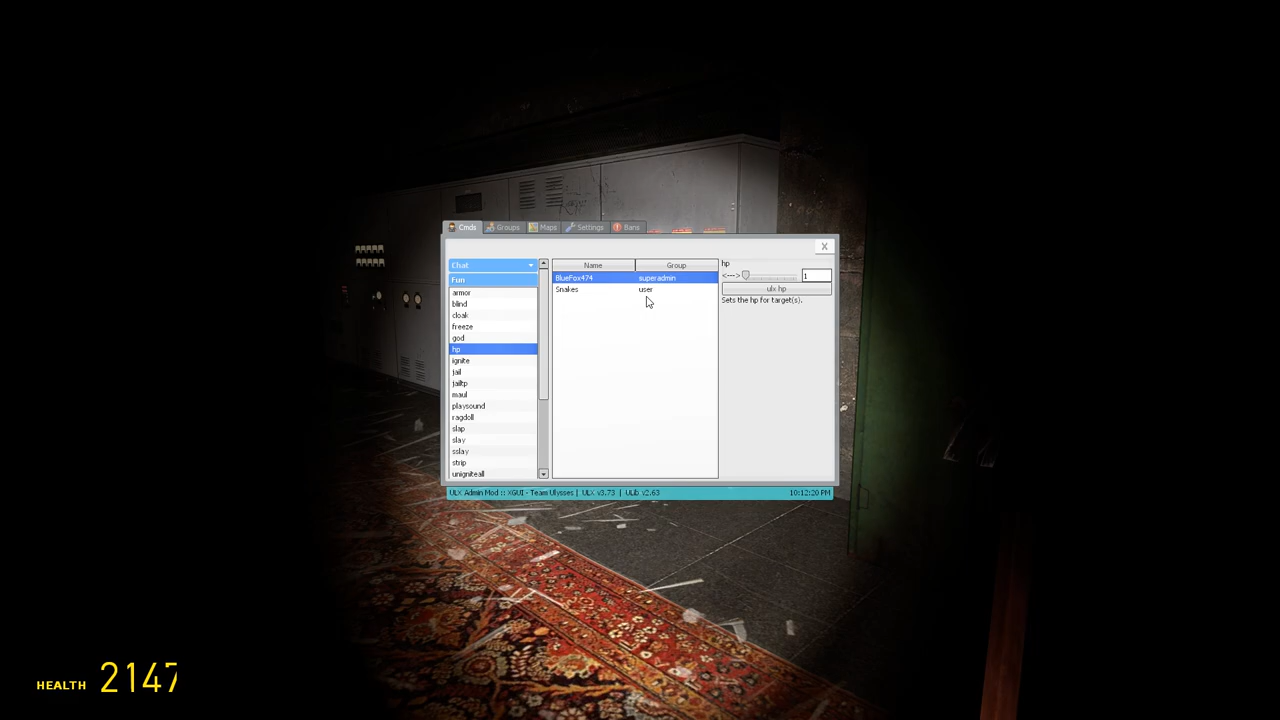 Cmds Groups Maps Settings Bans
X
Chat
Fun
armor
blind
cloak
freeze
god
hp
ignite
jail
jailtp
maul
playsound
ragdoll
slap
slay
sslay
strip
unigniteall
Name Group
BlueFox474 superadmin
Snakes user
hp
<---> 1
ulx hp
Sets the hp for target(s).
ULX Admin Mod :: XGUI - Team Ulysses | ULX v3.73 | ULib v2.63 10:12:20 PM
HEALTH 2147